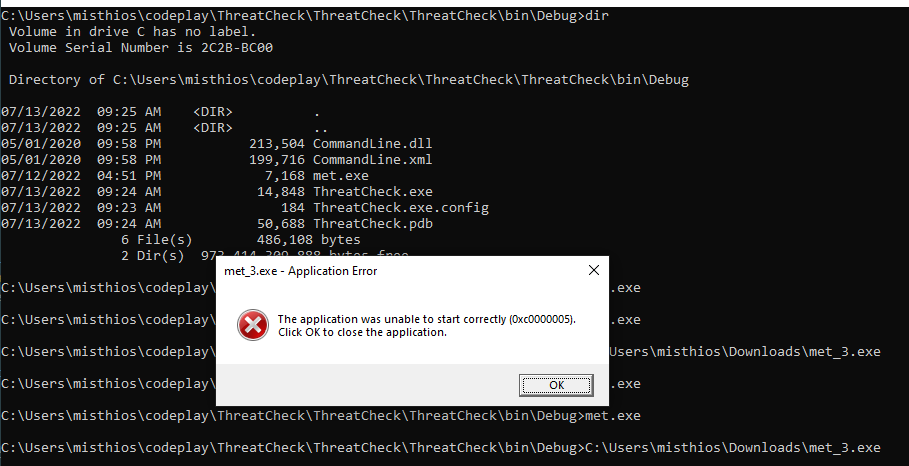 C:\Users\misthios\codeplay\ThreatCheck\ThreatCheck\ThreatCheck\bin\Debug>dir
Volume in drive C has no label.
Volume Serial Number is 2C2B-BC00
Directory of C:\Users\misthios\codeplay\ThreatCheck\ThreatCheck\ThreatCheck\bin\Debug
07/13/2022 09:25 AM <DIR> .
07/13/2022 09:25 AM <DIR> ..
05/01/2020 09:58 PM 213,504 CommandLine.dll
05/01/2020 09:58 PM 199,716 CommandLine.xml
07/12/2022 04:51 PM 7,168 met.exe
07/13/2022 09:24 AM 14,848 ThreatCheck.exe
07/13/2022 09:23 AM 184 ThreatCheck.exe.config
07/13/2022 09:24 AM 50,688 ThreatCheck.pdb
6 File(s) 486,108 bytes
2 Dir(s)
met_3.exe - Application Error
C:\Users\misthios\codeplay\ .exe
The application was unable to start correctly (0xc0000005).
C:\Users\misthios\codeplay\ .exe
Click OK to close the application.
C:\Users\misthios\codeplay\ Users\misthios\Downloads\met_3.exe
C:\Users\misthios\codeplay\ .exe
OK
C:\Users\misthios\codeplay\ThreatCheck\ThreatCheck\ThreatCheck\bin\Debug>met.exe
C:\Users\misthios\codeplay\ThreatCheck\ThreatCheck\ThreatCheck\bin\Debug>C:\Users\misthios\Downloads\met_3.exe